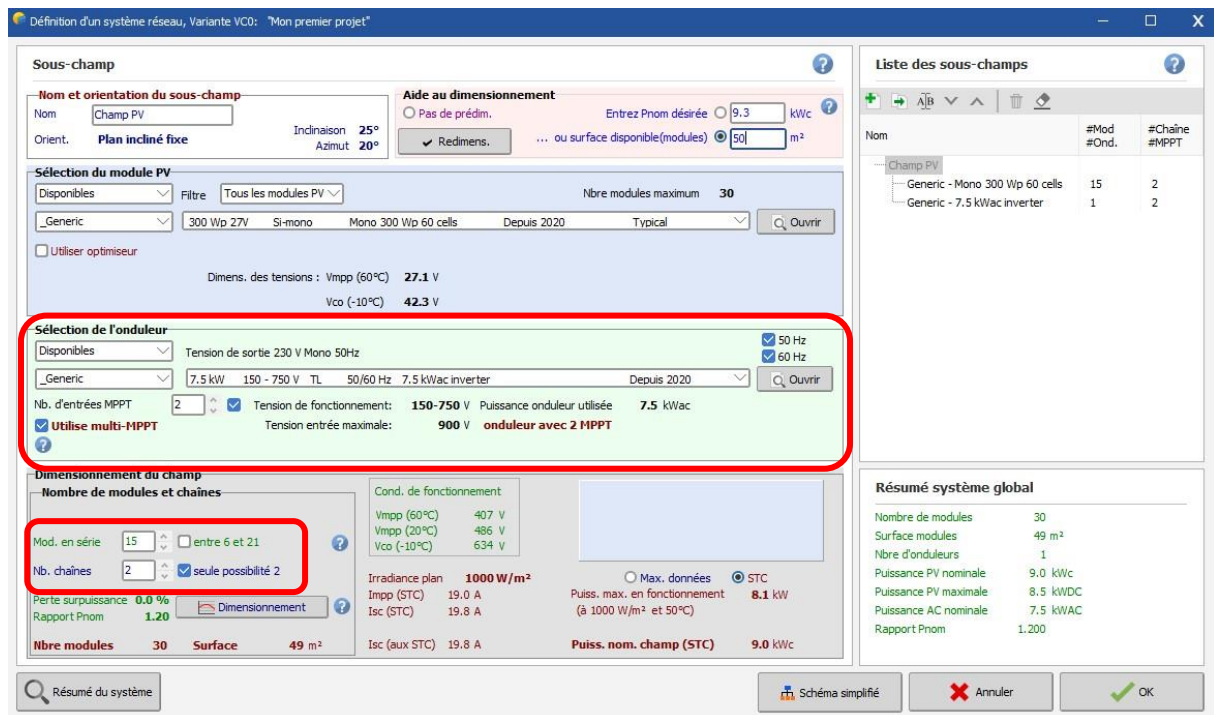 Définition d'un système réseau, Variante VC0: "Mon premier projet"
Sous-champ
Nom et orientation du sous-champ
Nom Champ PV
Orient. Plan incliné fixe
Inclinaison 25°
Azimut 20°
Aide au dimensionnement
Pas de prédim. Entrez Pnom désirée 9.3 kWc
Redimens. ... ou surface disponible(modules) 50 m²
Sélection du module PV
Disponibles Filtre Tous les modules PV Nbre modules maximum 30
_Generic 300 Wp 27V Si-mono Mono 300 Wp 60 cells Depuis 2020 Typical Ouvrir
Utiliser optimiseur
Dimens. des tensions : Vmpp (60°C) 27.1 V
Vco (-10°C) 42.3 V
Sélection de l'onduleur
Disponibles Tension de sortie 230 V Mono 50Hz
50 Hz
60 Hz
_Generic 7.5 kW 150 - 750 V TL 50/60 Hz 7.5 kWac inverter Depuis 2020 Ouvrir
Nb. d'entrées MPPT 2 Tension de fonctionnement: 150-750 V Puissance onduleur utilisée 7.5 kWac
Utilise multi-MPPT Tension entrée maximale: 900 V onduleur avec 2 MPPT
Dimensionnement du champ
Nombre de modules et chaînes
Mod. en série 15 entre 6 et 21
Nb. chaînes 2 seule possibilité 2
Perte surpuissance 0.0 %
Rapport Pnom 1.20
Dimensionnement
Nbre modules 30 Surface 49 m²
Cond. de fonctionnement
Vmpp (60°C) 407 V
Vmpp (20°C) 486 V
Vco (-10°C) 634 V
Irradiance plan 1000 W/m²
Impp (STC) 19.0 A
Isc (STC) 19.8 A
Isc (aux STC) 19.8 A
Max. données STC
Puiss. max. en fonctionnement 8.1 kW
(à 1000 W/m² et 50°C)
Puiss. nom. champ (STC) 9.0 kWc
Liste des sous-champs
Nom
#Mod #Chaîne
#Ond. #MPPT
Champ PV
Generic - Mono 300 Wp 60 cells 15 2
Generic - 7.5 kWac inverter 1 2
Résumé système global
Nombre de modules 30
Surface modules 49 m²
Nbre d'onduleurs 1
Puissance PV nominale 9.0 kWc
Puissance PV maximale 8.5 kWDC
Puissance AC nominale 7.5 kWAC
Rapport Pnom 1.200
Résumé du système
Schéma simplifié
Annuler
OK